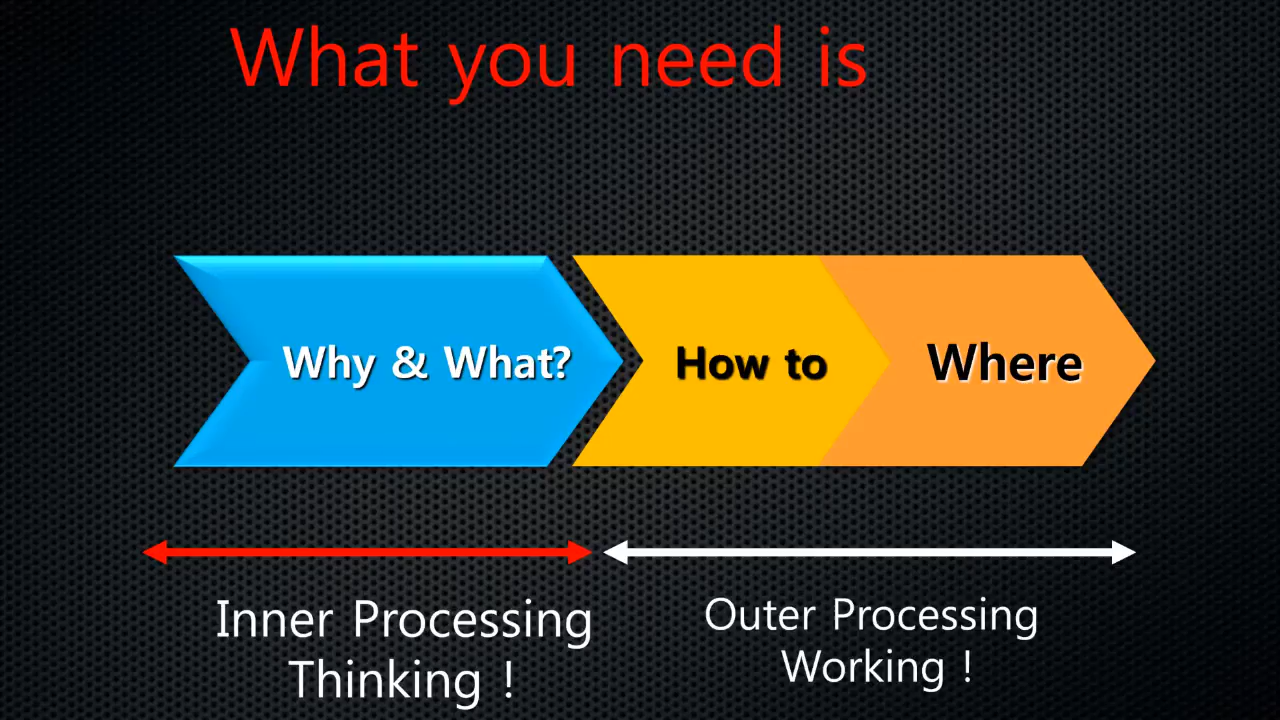 What you need is
Why & What?
How to
Where
Inner Processing
Thinking !
Outer Processing
Working !